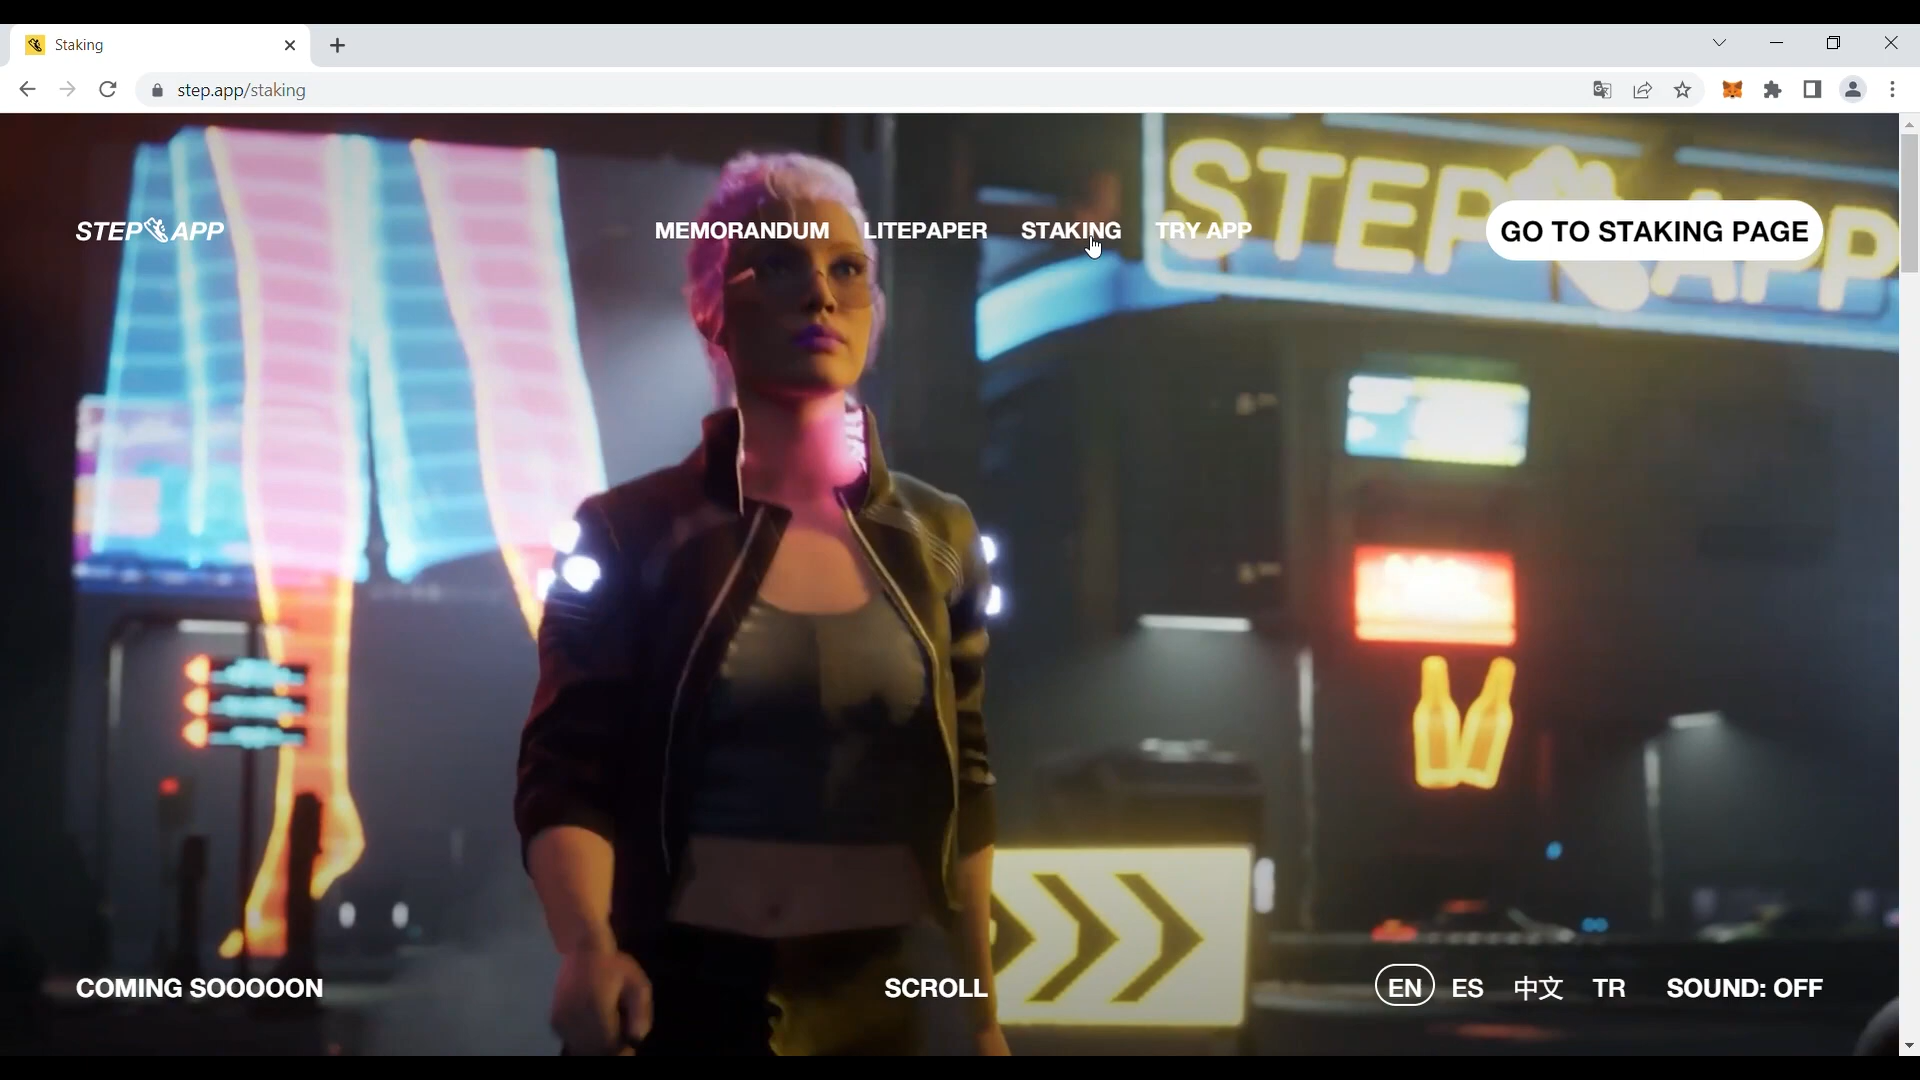 Staking
step.app/staking
STEP APP
STEP APP
MEMORANDUM LITEPAPER STAKING TRY APP
GO TO STAKING PAGE
COMING SOOOOON
SCROLL
EN ES 中文 TR SOUND: OFF